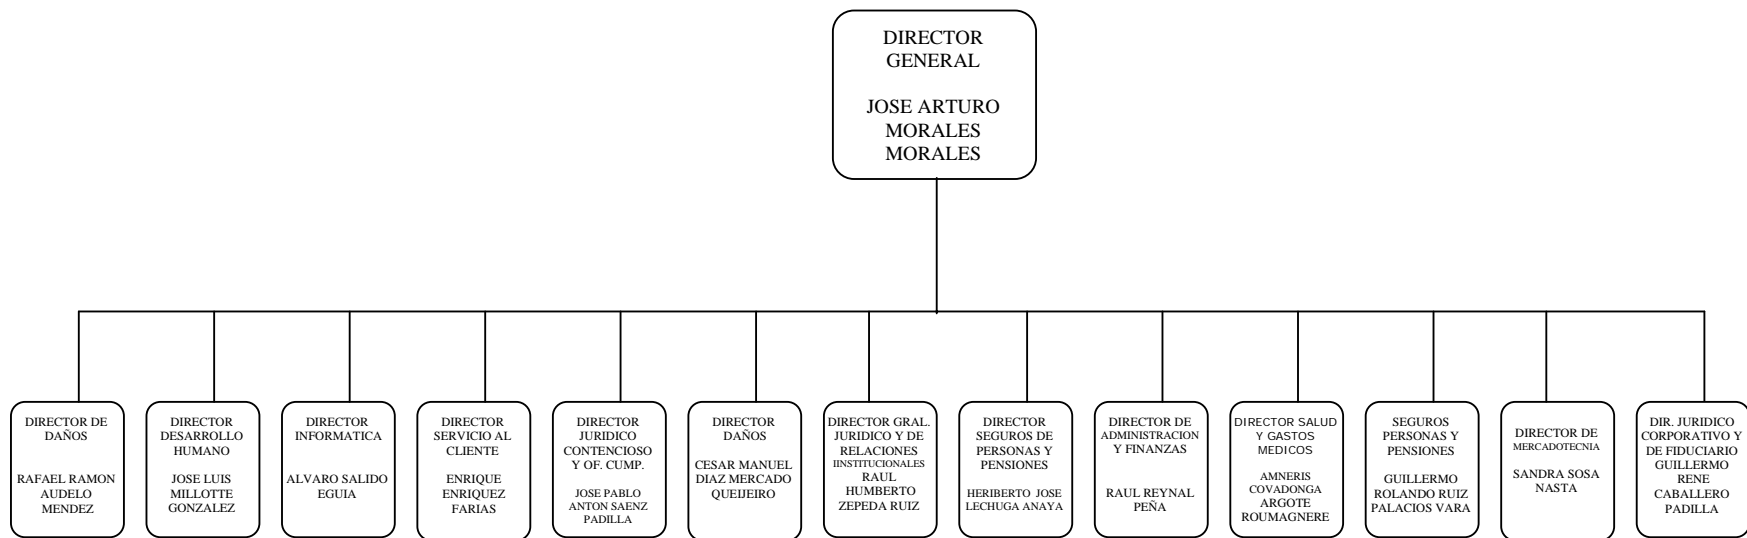 DIRECTOR
GENERAL
JOSE ARTURO
MORALES
MORALES
DIRECTOR DE
DAÑOS
RAFAEL RAMON
AUDELO
MENDEZ
DIRECTOR
DESARROLLO
HUMANO
JOSE LUIS
MILLOTTE
GONZALEZ
DIRECTOR
INFORMATICA
ALVARO SALIDO
EGUIA
DIRECTOR
SERVICIO AL
CLIENTE
ENRIQUE
ENRIQUEZ
FARIAS
DIRECTOR
JURIDICO
CONTENCIOSO
Y OF. CUMP.
JOSE PABLO
ANTON SAENZ
PADILLA
DIRECTOR
DAÑOS
CESAR MANUEL
DIAZ MERCADO
QUEIJEIRO
DIRECTOR GRAL.
JURIDICO Y DE
RELACIONES
IINSTITUCIONALES
RAUL
HUMBERTO
ZEPEDA RUIZ
DIRECTOR
SEGUROS DE
PERSONAS Y
PENSIONES
HERIBERTO JOSE
LECHUGA ANAYA
DIRECTOR DE
ADMINISTRACION
Y FINANZAS
RAUL REYNAL
PEÑA
DIRECTOR SALUD
Y GASTOS
MEDICOS
AMNERIS
COVADONGA
ARGOTE
ROUMAGNERE
SEGUROS
PERSONAS Y
PENSIONES
GUILLERMO
ROLANDO RUIZ
PALACIOS VARA
DIRECTOR DE
MERCADOTECNIA
SANDRA SOSA
NASTA
DIR. JURIDICO
CORPORATIVO Y
DE FIDUCIARIO
GUILLERMO
RENE
CABALLERO
PADILLA